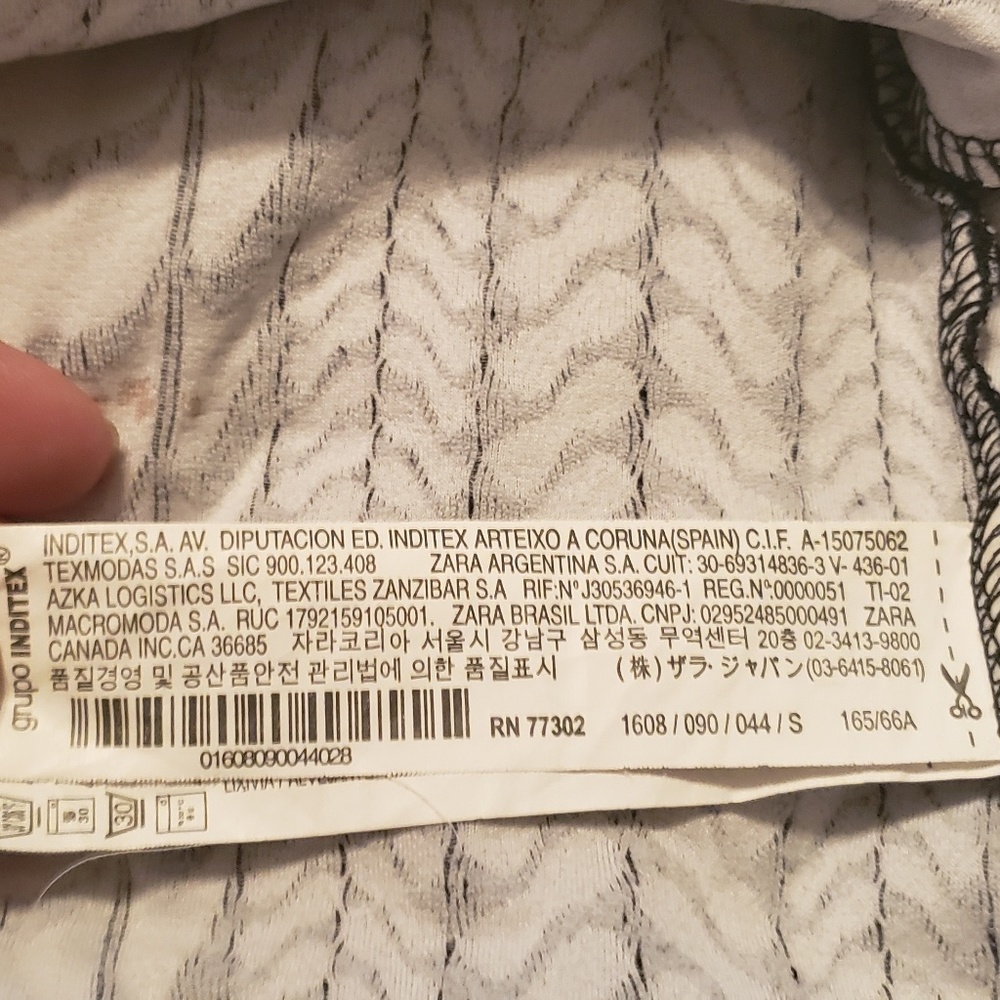 grupo INDITEX®
INDITEX,S.A. AV. DIPUTACION ED. INDITEX ARTEIXO A CORUNA(SPAIN) C.I.F. A-15075062
TEXMODAS S.A.S SIC 900.123.408 ZARA ARGENTINA S.A. CUIT: 30-69314836-3 V- 436-01
AZKA LOGISTICS LLC, TEXTILES ZANZIBAR S.A RIF:Nº J30536946-1 REG.Nº:0000051 TI-02
MACROMODA S.A. RUC 1792159105001. ZARA BRASIL LTDA. CNPJ: 02952485000491 ZARA
CANADA INC.CA 36685 자라코리아 서울시 강남구 삼성동 무역센터 20층 02-3413-9800
품질경영 및 공산품안전 관리법에 의한 품질표시 (株)ザラ・ジャパン(03-6415-8061)
RN 77302 1608 / 090 / 044 / S 165/66A
01608090044028
30
30